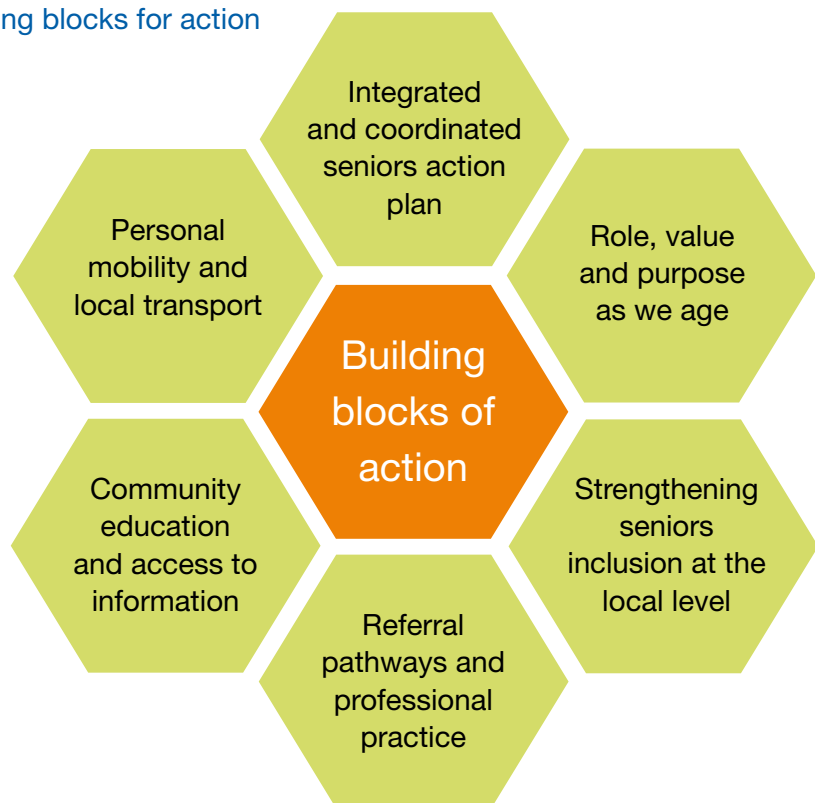 ng blocks for action
Integrated
and coordinated
seniors action
plan
Role, value
and purpose
as we age
Strengthening
seniors
inclusion at the
local level
Referral
pathways and
professional
practice
Community
education
and access to
information
Personal
mobility and
local transport
Building
blocks of
action